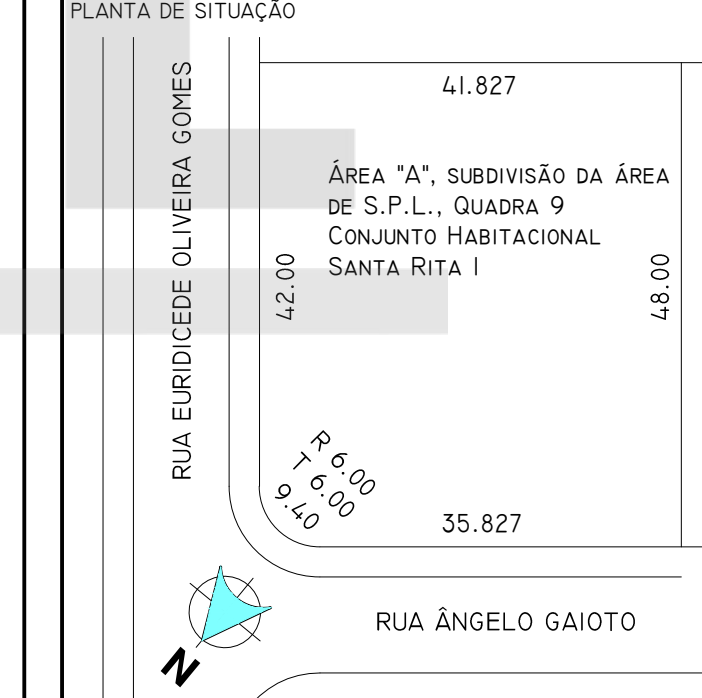 PLANTA DE SITUAÇÃO
41.827
RUA EURIDICEDE OLIVEIRA GOMES
ÁREA "A", SUBDIVISÃO DA ÁREA
DE S.P.L., QUADRA 9
CONJUNTO HABITACIONAL
SANTA RITA I
42.00
48.00
R 6.00
T 6.00
9.40
35.827
RUA ÂNGELO GAIOTO
N